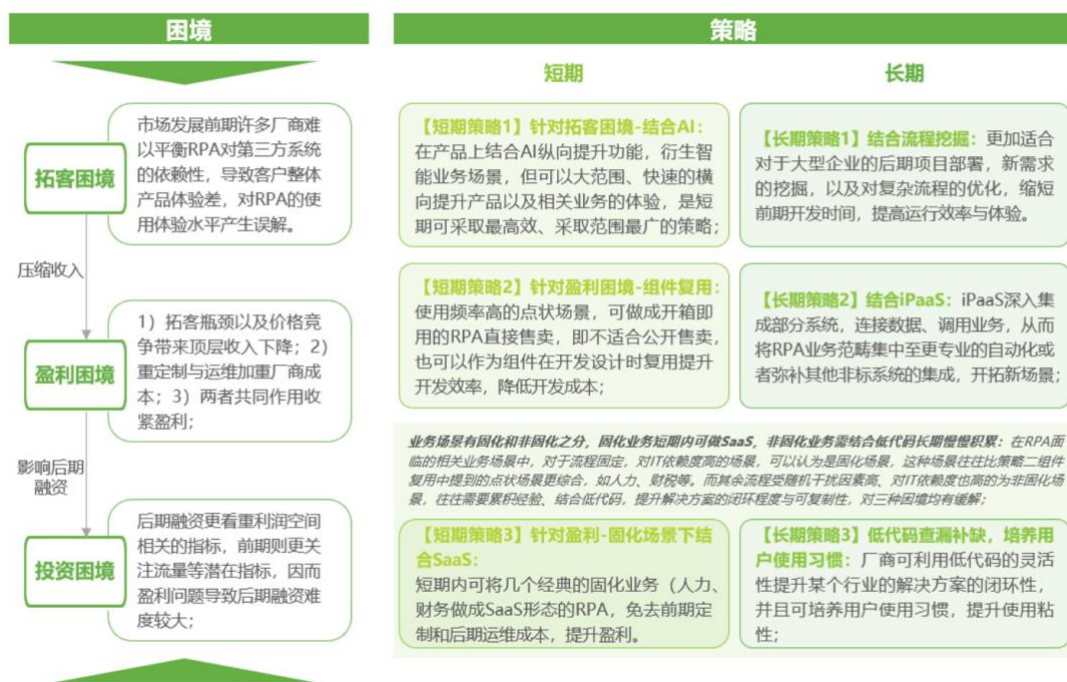 困境
拓客困境
市场发展前期许多厂商难
以平衡RPA对第三方系统
的依赖性，导致客户整体
产品体验差，对RPA的使
用体验水平产生误解。
压缩收入
盈利困境
1）拓客瓶颈以及价格竞
争带来顶层收入下降；2）
重定制与运维加重厂商成
本；3）两者共同作用收
紧盈利；
影响后期
融资
投资困境
后期融资更看重利润空间
相关的指标，前期则更关
注流量等潜在指标，因而
盈利问题导致后期融资难
度较大；
策略
短期
长期
【短期策略1】针对拓客困境-结合AI：
在产品上结合AI纵向提升功能，衍生智
能业务场景，但可以大范围、快速的横
向提升产品以及相关业务的体验，是短
期可采取最高效、采取范围最广的策略；
【长期策略1】结合流程挖掘：更加适合
对于大型企业的后期项目部署，新需求
的挖掘，以及对复杂流程的优化，缩短
前期开发时间，提高运行效率与体验。
【短期策略2】针对盈利困境-组件复用：
使用频率高的点状场景，可做成开箱即
用的RPA直接售卖，即不适合公开售卖，
也可以作为组件在开发设计时复用提升
开发效率，降低开发成本；
【长期策略2】结合iPaaS：iPaaS深入集
成部分系统，连接数据、调用业务，从而
将RPA业务范畴集中至更专业的自动化或
者弥补其他非标系统的集成，开拓新场景；
业务场景有固化和非固化之分，固化业务短期内可做SaaS，非固化业务需结合低代码长期慢慢积累：在RPA面
临的相关业务场景中，对于流程固定，对IT依赖度高的场景，可以认为是固化场景，这种场景往往比策略二组件
复用中提到的点状场景更综合，如人力、财税等。而其余流程受随机干扰因素高、对IT依赖度也高的为非固化场
景，往往需要累积经验、结合低代码，提升解决方案的闭环程度与可复制性，对三种困境均有缓解；
【短期策略3】针对盈利-固化场景下结
合SaaS：
短期内可将几个经典的固化业务（人力、
财务做成SaaS形态的RPA，免去前期定
制和后期运维成本，提升盈利。
【长期策略3】低代码查漏补缺，培养用
户使用习惯：厂商可利用低代码的灵活
性提升某个行业的解决方案的闭环性，
并且可培养用户使用习惯，提升使用粘
性；